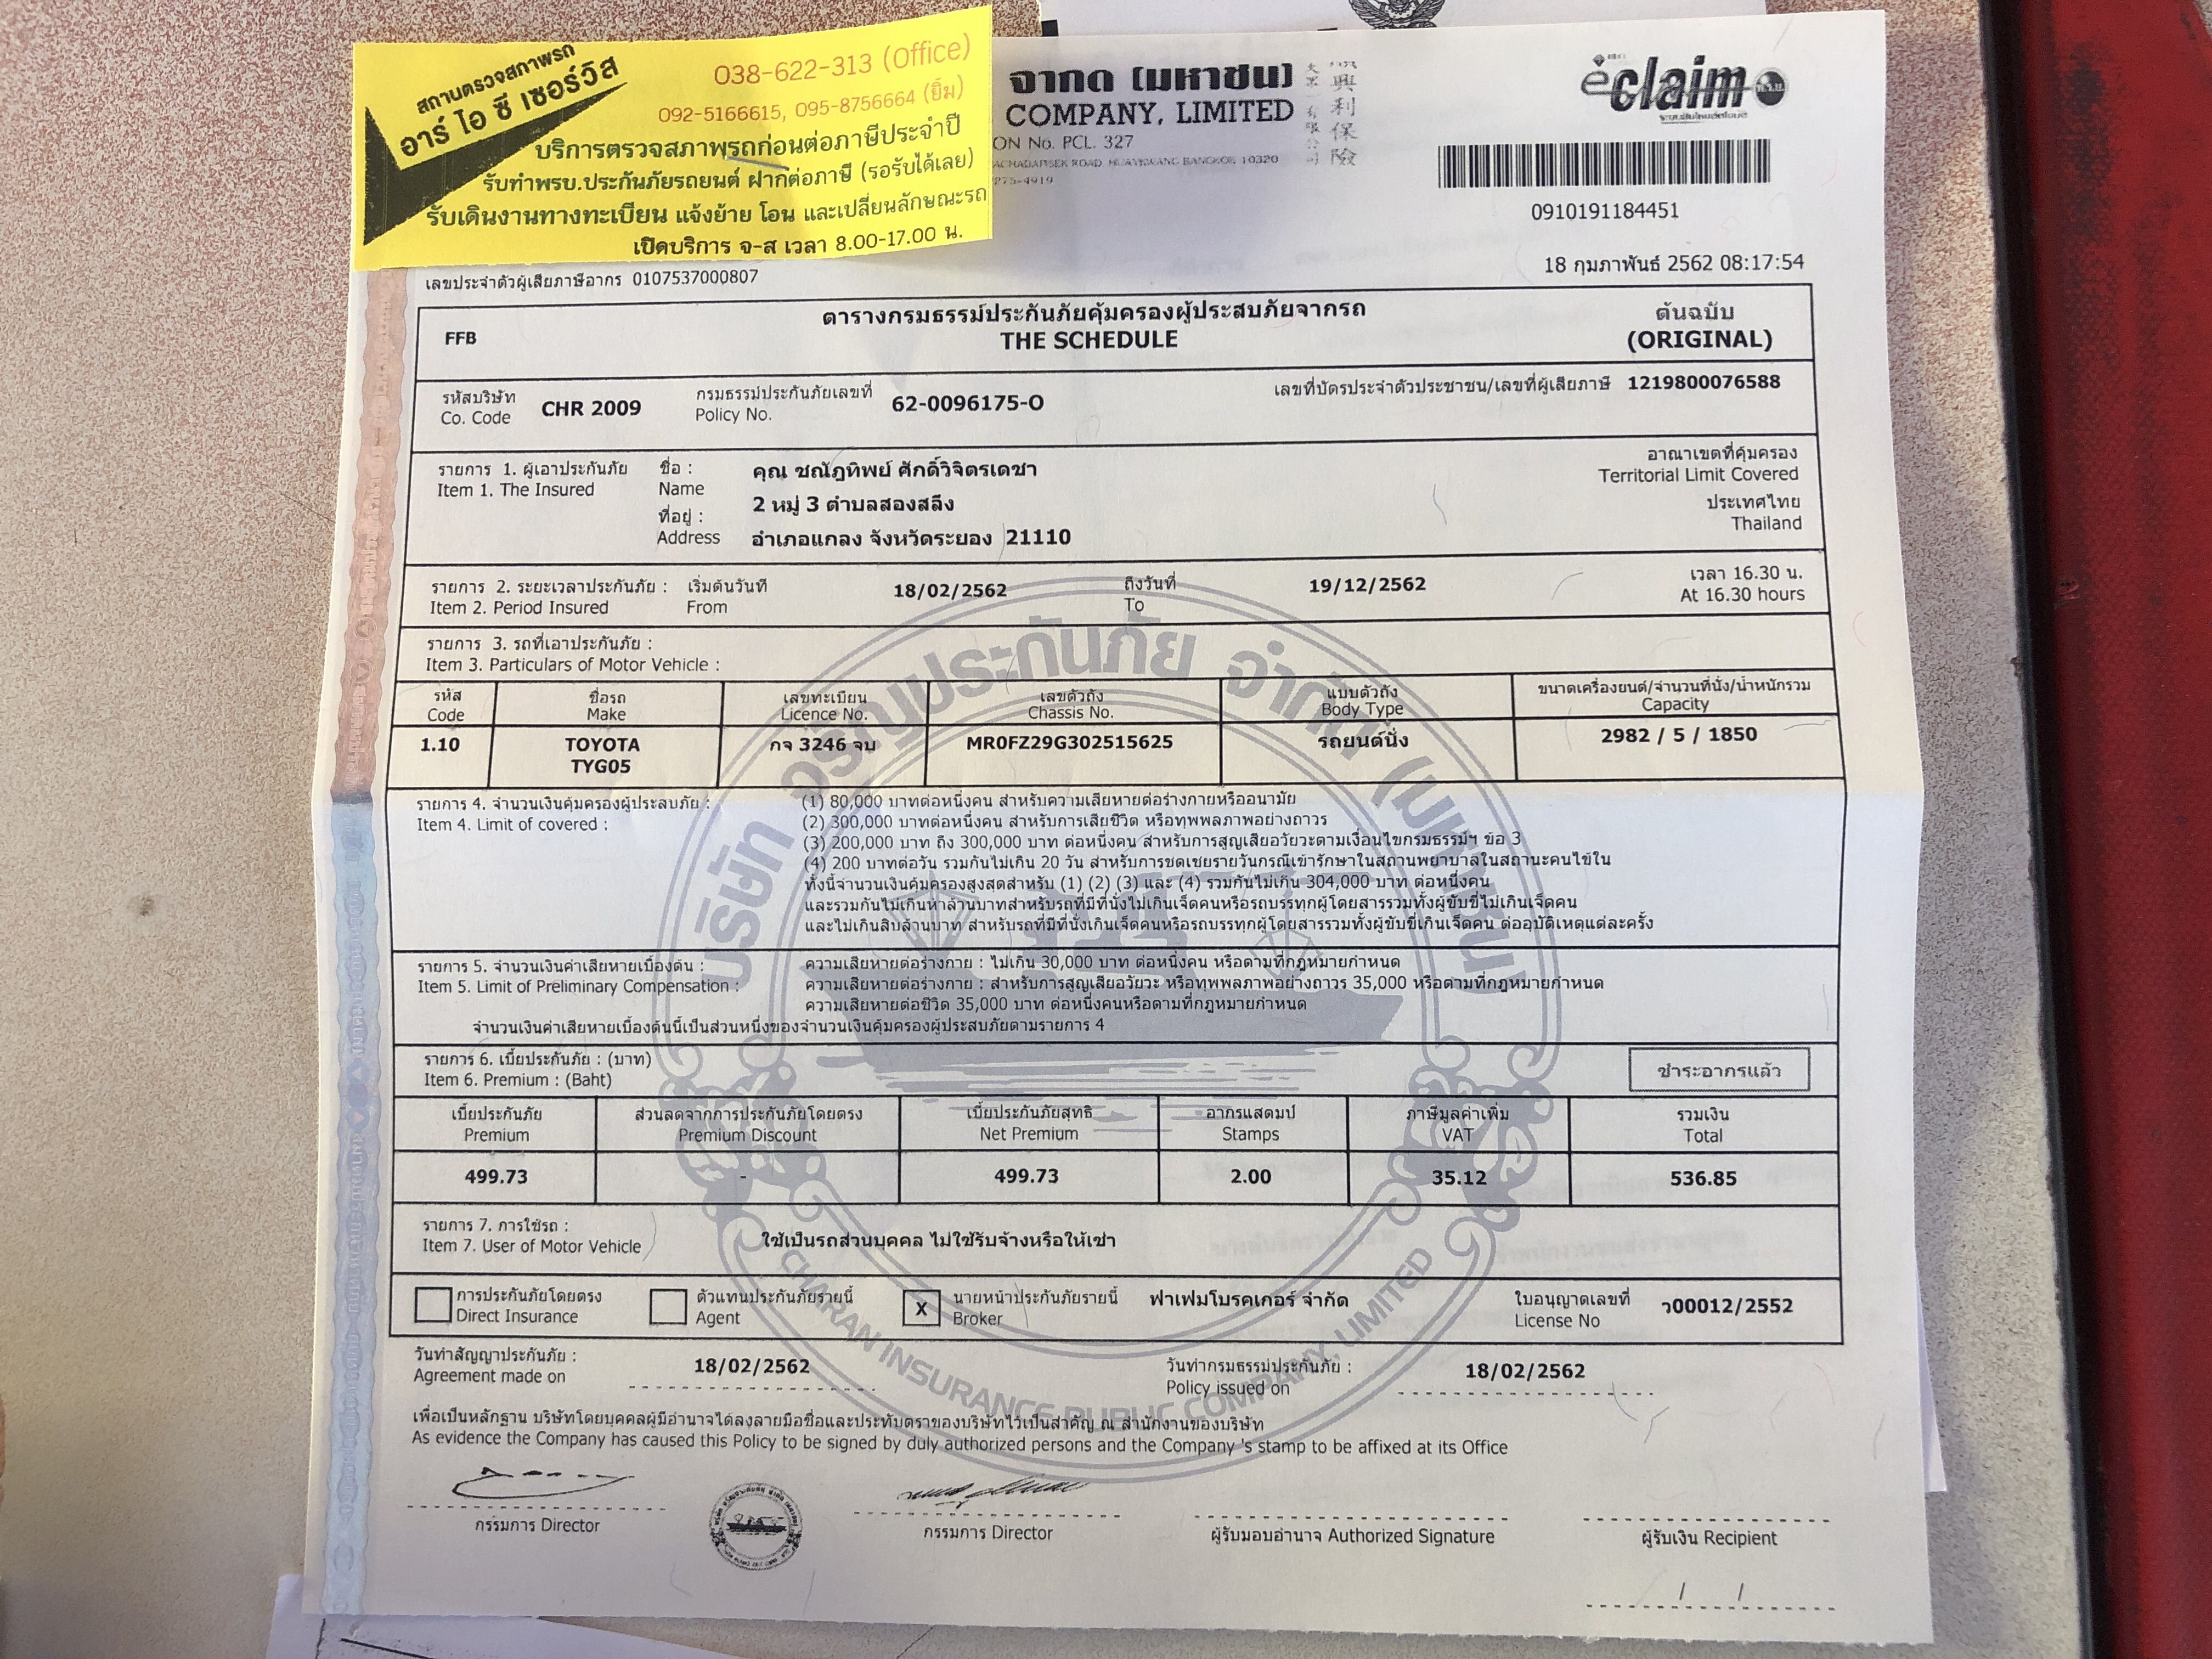 สถานตรวจสภาพรถ
อาร์ ไอ ซี เซอร์วิส
038-622-313 (Office)
092-5166615, 095-8756664 (ยิ้ม)
บริการตรวจสภาพรถก่อนต่อภาษีประจำปี
รับทำพรบ.ประกันภัยรถยนต์ ฝากต่อภาษี (รอรับได้เลย)
รับเดินงานทางทะเบียน แจ้งย้าย โอน และเปลี่ยนลักษณะรถ
เปิดบริการ จ-ส เวลา 8.00-17.00 น.
จำกัด (มหาชน)
COMPANY, LIMITED
ON No. PCL. 327
RACHADAPISEK ROAD, HUAYKWANG BANGKOK 10320
275-4919
興利保險
有限公司
eclaim
0910191184451
18 กุมภาพันธ์ 2562 08:17:54
เลขประจำตัวผู้เสียภาษีอากร 0107537000807
FFB
ตารางกรมธรรม์ประกันภัยคุ้มครองผู้ประสบภัยจากรถ
THE SCHEDULE
ต้นฉบับ
(ORIGINAL)
รหัสบริษัท
Co. Code CHR 2009
กรมธรรม์ประกันภัยเลขที่
Policy No. 62-0096175-O
เลขที่บัตรประจำตัวประชาชน/เลขที่ผู้เสียภาษี 1219800076588
รายการ 1. ผู้เอาประกันภัย
Item 1. The Insured
ชื่อ :
Name
คุณ ชณัฎทิพย์ ศักดิ์วิจิตรเดชา
ที่อยู่ :
Address
2 หมู่ 3 ตำบลสองสลึง
อำเภอแกลง จังหวัดระยอง 21110
อาณาเขตที่คุ้มครอง
Territorial Limit Covered
ประเทศไทย
Thailand
รายการ 2. ระยะเวลาประกันภัย : เริ่มต้นวันที่
Item 2. Period Insured From
18/02/2562
ถึงวันที่
To
19/12/2562
เวลา 16.30 น.
At 16.30 hours
รายการ 3. รถที่เอาประกันภัย :
Item 3. Particulars of Motor Vehicle :
รหัส
Code
ชื่อรถ
Make
เลขทะเบียน
Licence No.
เลขตัวถัง
Chassis No.
แบบตัวถัง
Body Type
ขนาดเครื่องยนต์/จำนวนที่นั่ง/น้ำหนักรวม
Capacity
1.10
TOYOTA
TYG05
กจ 3246 จบ
MR0FZ29G302515625
รถยนต์นั่ง
2982 / 5 / 1850
รายการ 4. จำนวนเงินคุ้มครองผู้ประสบภัย :
Item 4. Limit of covered :
(1) 80,000 บาทต่อหนึ่งคน สำหรับความเสียหายต่อร่างกายหรืออนามัย
(2) 300,000 บาทต่อหนึ่งคน สำหรับการเสียชีวิต หรือทุพพลภาพอย่างถาวร
(3) 200,000 บาท ถึง 300,000 บาท ต่อหนึ่งคน สำหรับการสูญเสียอวัยวะตามเงื่อนไขกรมธรรม์ฯ ข้อ 3
(4) 200 บาทต่อวัน รวมกันไม่เกิน 20 วัน สำหรับการชดเชยรายวันกรณีเข้ารักษาในสถานพยาบาลในสถานะคนไข้ใน
ทั้งนี้จำนวนเงินคุ้มครองสูงสุดสำหรับ (1) (2) (3) และ (4) รวมกันไม่เกิน 304,000 บาท ต่อหนึ่งคน
และรวมกันไม่เกินห้าล้านบาทสำหรับรถที่มีที่นั่งไม่เกินเจ็ดคนหรือรถบรรทุกผู้โดยสารรวมทั้งผู้ขับขี่ไม่เกินเจ็ดคน
และไม่เกินสิบล้านบาท สำหรับรถที่มีที่นั่งเกินเจ็ดคนหรือรถบรรทุกผู้โดยสารรวมทั้งผู้ขับขี่เกินเจ็ดคน ต่ออุบัติเหตุแต่ละครั้ง
รายการ 5. จำนวนเงินค่าเสียหายเบื้องต้น :
Item 5. Limit of Preliminary Compensation :
ความเสียหายต่อร่างกาย : ไม่เกิน 30,000 บาท ต่อหนึ่งคน หรือตามที่กฎหมายกำหนด
ความเสียหายต่อร่างกาย : สำหรับการสูญเสียอวัยวะ หรือทุพพลภาพอย่างถาวร 35,000 หรือตามที่กฎหมายกำหนด
ความเสียหายต่อชีวิต 35,000 บาท ต่อหนึ่งคนหรือตามที่กฎหมายกำหนด
จำนวนเงินค่าเสียหายเบื้องต้นนี้เป็นส่วนหนึ่งของจำนวนเงินคุ้มครองผู้ประสบภัยตามรายการ 4
รายการ 6. เบี้ยประกันภัย : (บาท)
Item 6. Premium : (Baht)
ชำระอากรแล้ว
เบี้ยประกันภัย
Premium
ส่วนลดจากการประกันภัยโดยตรง
Premium Discount
เบี้ยประกันภัยสุทธิ
Net Premium
อากรแสตมป์
Stamps
ภาษีมูลค่าเพิ่ม
VAT
รวมเงิน
Total
499.73
-
499.73
2.00
35.12
536.85
รายการ 7. การใช้รถ :
Item 7. User of Motor Vehicle
ใช้เป็นรถส่วนบุคคล ไม่ใช้รับจ้างหรือให้เช่า
การประกันภัยโดยตรง
Direct Insurance
ตัวแทนประกันภัยรายนี้
Agent
X
นายหน้าประกันภัยรายนี้
Broker
ฟาเฟมโบรคเกอร์ จำกัด
ใบอนุญาตเลขที่
License No
ว00012/2552
วันทำสัญญาประกันภัย :
Agreement made on
18/02/2562
วันทำกรมธรรม์ประกันภัย :
Policy issued on
18/02/2562
เพื่อเป็นหลักฐาน บริษัทโดยบุคคลผู้มีอำนาจได้ลงลายมือชื่อและประทับตราของบริษัทไว้เป็นสำคัญ ณ สำนักงานของบริษัท
As evidence the Company has caused this Policy to be signed by duly authorized persons and the Company 's stamp to be affixed at its Office
กรรมการ Director
กรรมการ Director
ผู้รับมอบอำนาจ Authorized Signature
ผู้รับเงิน Recipient
บริษัท จรัญประกันภัย จำกัด (มหาชน)
CHARAN INSURANCE PUBLIC COMPANY, LIMITED